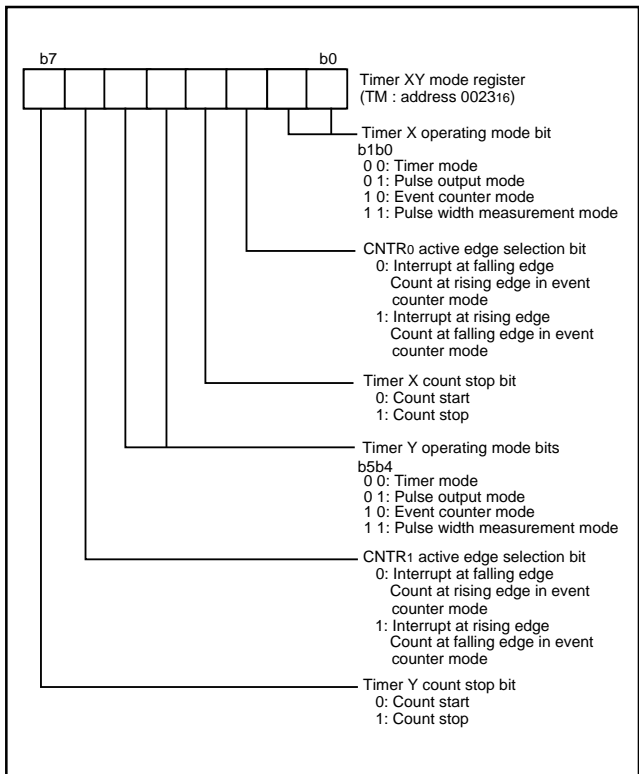 b7 b0
Timer XY mode register
(TM : address 002316)
Timer X operating mode bit
b1b0
0 0: Timer mode
0 1: Pulse output mode
1 0: Event counter mode
1 1: Pulse width measurement mode
CNTR0 active edge selection bit
0: Interrupt at falling edge
Count at rising edge in event
counter mode
1: Interrupt at rising edge
Count at falling edge in event
counter mode
Timer X count stop bit
0: Count start
1: Count stop
Timer Y operating mode bits
b5b4
0 0: Timer mode
0 1: Pulse output mode
1 0: Event counter mode
1 1: Pulse width measurement mode
CNTR1 active edge selection bit
0: Interrupt at falling edge
Count at rising edge in event
counter mode
1: Interrupt at rising edge
Count at falling edge in event
counter mode
Timer Y count stop bit
0: Count start
1: Count stop